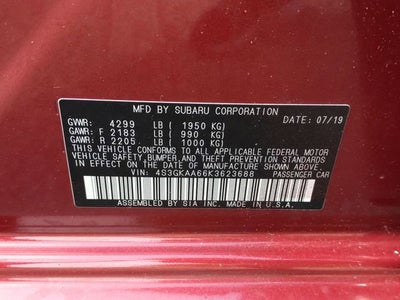 MFD BY SUBARU CORPORATION DATE: 07/19
GVWR: 4299 LB ( 1950 KG)
GAWR: F 2183 LB ( 990 KG)
GAWR: R 2205 LB ( 1000 KG)
THIS VEHICLE CONFORMS TO ALL APPLICABLE FEDERAL MOTOR
VEHICLE SAFETY, BUMPER, AND THEFT PREVENTION STANDARDS
IN EFFECT ON THE DATE OF MANUFACTURE SHOWN ABOVE.
VIN: 4S3GKAA66K3623688 PASSENGER CAR
ASSEMBLED BY SIA INC. IN U.S.A.